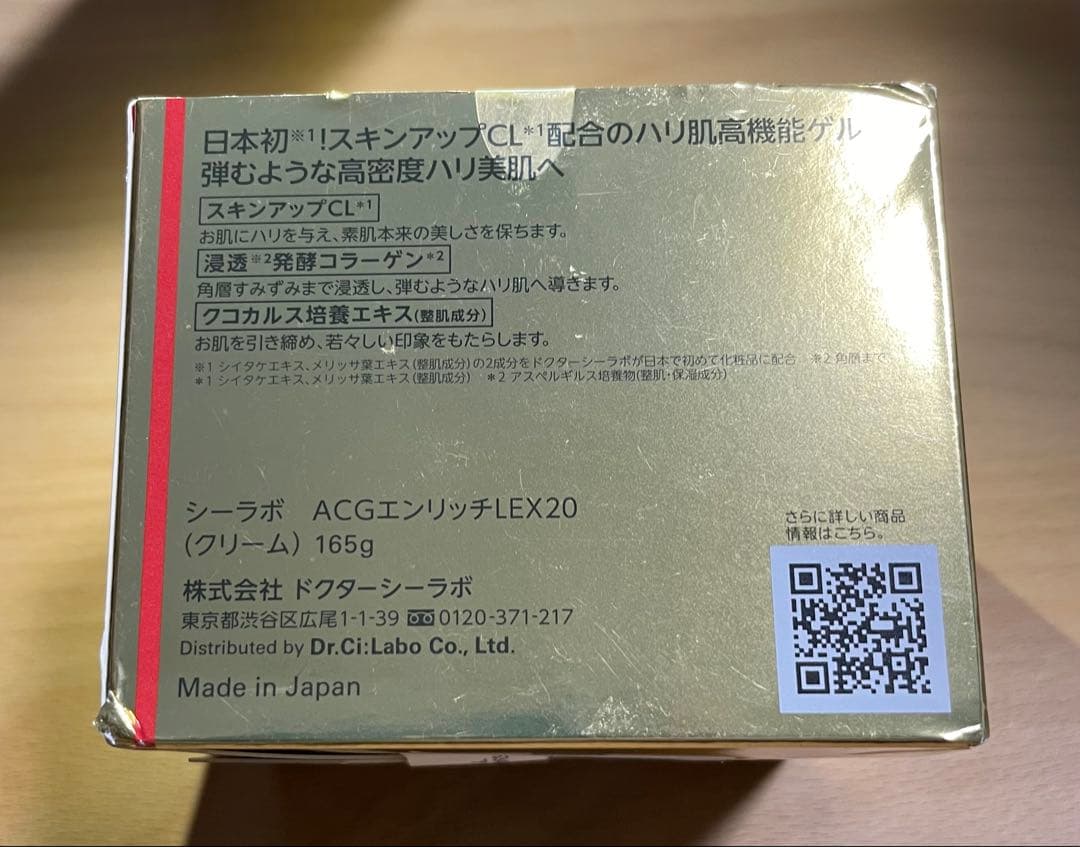 日本初※1!スキンアップCL*1配合のハリ肌高機能ゲル
弾むような高密度ハリ美肌へ
スキンアップCL*1
お肌にハリを与え、素肌本来の美しさを保ちます。
浸透※2発酵コラーゲン*2
角層すみずみまで浸透し、弾むようなハリ肌へ導きます。
クコカルス培養エキス(整肌成分)
お肌を引き締め、若々しい印象をもたらします。
※1 シイタケエキス、メリッサ葉エキス(整肌成分)の2成分をドクターシーラボが日本で初めて化粧品に配合 ※2 角層まで
*1 シイタケエキス、メリッサ葉エキス(整肌成分) *2 アスペルギルス培養物(整肌・保湿成分)
シーラボ ACGエンリッチLEX20
(クリーム) 165g
株式会社 ドクターシーラボ
東京都渋谷区広尾1-1-39 0120-371-217
Distributed by Dr.Ci:Labo Co., Ltd.
Made in Japan
さらに詳しい商品
情報はこちら。